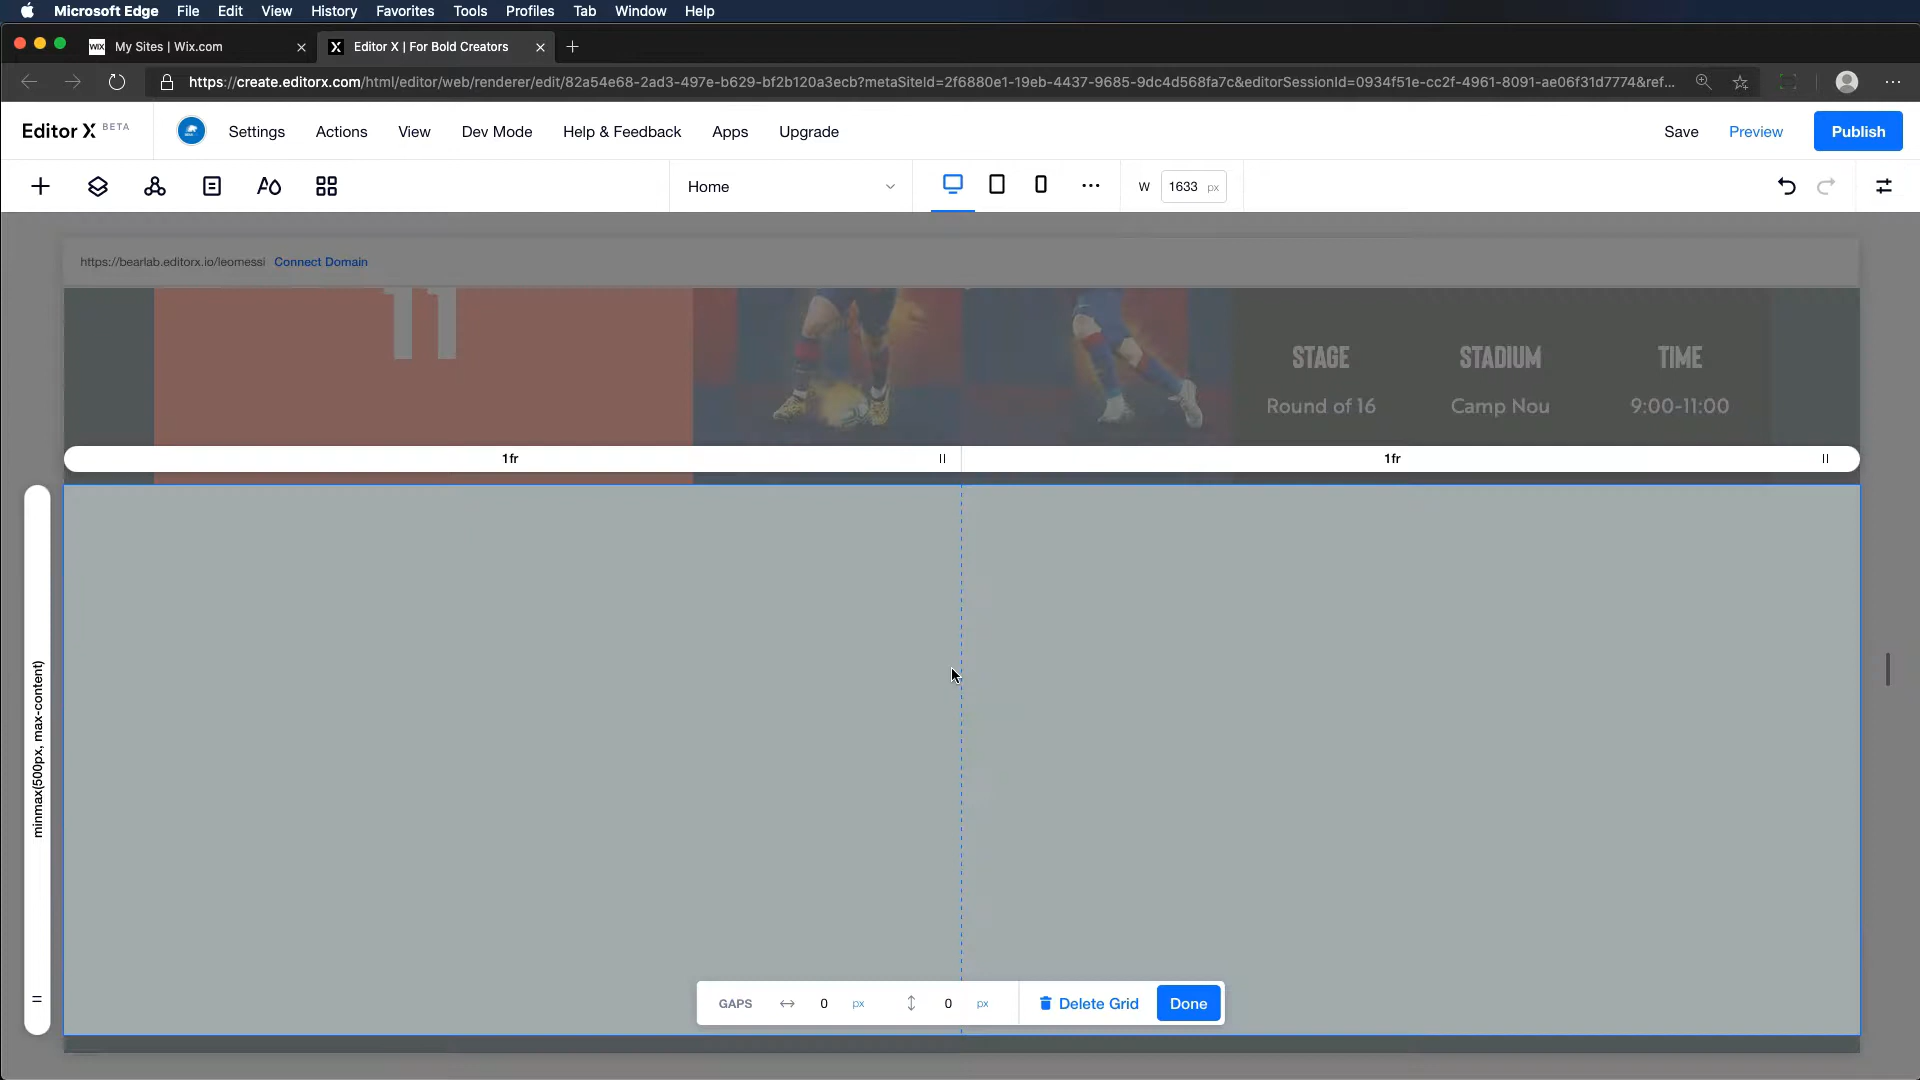 Microsoft Edge File Edit View History Favorites Tools Profiles Tab Window Help
WIX My Sites | Wix.com
X Editor X | For Bold Creators
https://create.editorx.com/html/editor/web/renderer/edit/82a54e68-2ad3-497e-b629-bf2b120a3ecb?metaSiteId=2f6880e1-19eb-4437-9685-9dc4d568fa7c&editorSessionId=0934f51e-cc2f-4961-8091-ae06f31d7774&ref...
Editor X BETA Settings Actions View Dev Mode Help & Feedback Apps Upgrade Save Preview Publish
Home W 1633 px
https://bearlab.editorx.io/leomessi Connect Domain
STAGE STADIUM TIME
Round of 16 Camp Nou 9:00-11:00
1fr 1fr
minmax(500px, max-content)
GAPS 0 px 0 px Delete Grid Done